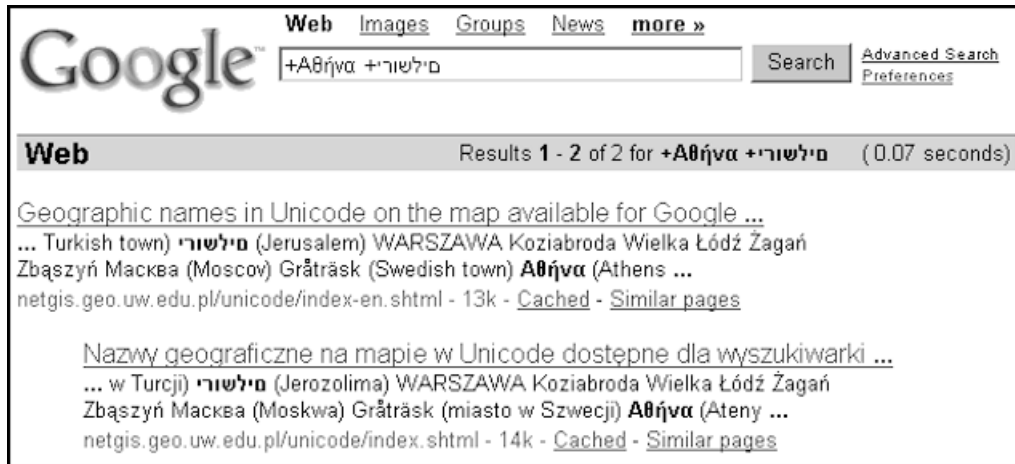 Google™
Web Images Groups News more »
+Αθήνα +םילשורי
Search
Advanced Search
Preferences
Web Results 1 - 2 of 2 for +Αθήνα +םילשורי (0.07 seconds)
Geographic names in Unicode on the map available for Google ...
... Turkish town) םילשורי (Jerusalem) WARSZAWA Koziabroda Wielka Łódź Żagań
Zbąszyń Масква (Moscov) Gråträsk (Swedish town) Αθήνα (Athens ...
netgis.geo.uw.edu.pl/unicode/index-en.shtml - 13k - Cached - Similar pages
Nazwy geograficzne na mapie w Unicode dostępne dla wyszukiwarki ...
... w Turcji) םילשורי (Jerozolima) WARSZAWA Koziabroda Wielka Łódź Żagań
Zbąszyń Масква (Moskwa) Gråträsk (miasto w Szwecji) Αθήνα (Ateny ...
netgis.geo.uw.edu.pl/unicode/index.shtml - 14k - Cached - Similar pages